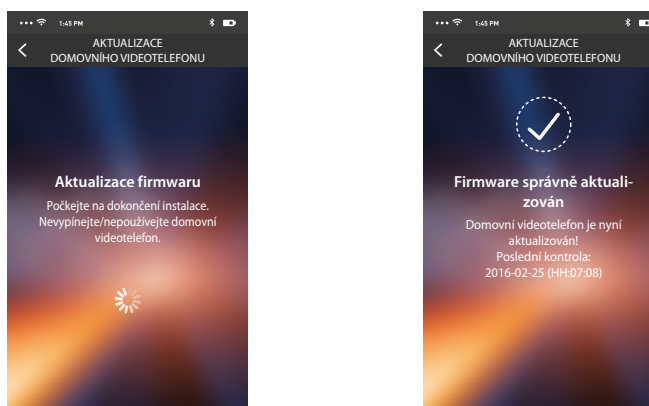 1:45 PM
AKTUALIZACE
DOMOVNÍHO VIDEOTELEFONU
Aktualizace firmwaru
Počkejte na dokončení instalace.
Nevypínejte/nepoužívejte domovní
videotelefon.
1:45 PM
AKTUALIZACE
DOMOVNÍHO VIDEOTELEFONU
Firmware správně aktuali-
zován
Domovní videotelefon je nyní
aktualizován!
Poslední kontrola:
2016-02-25 (HH:07:08)